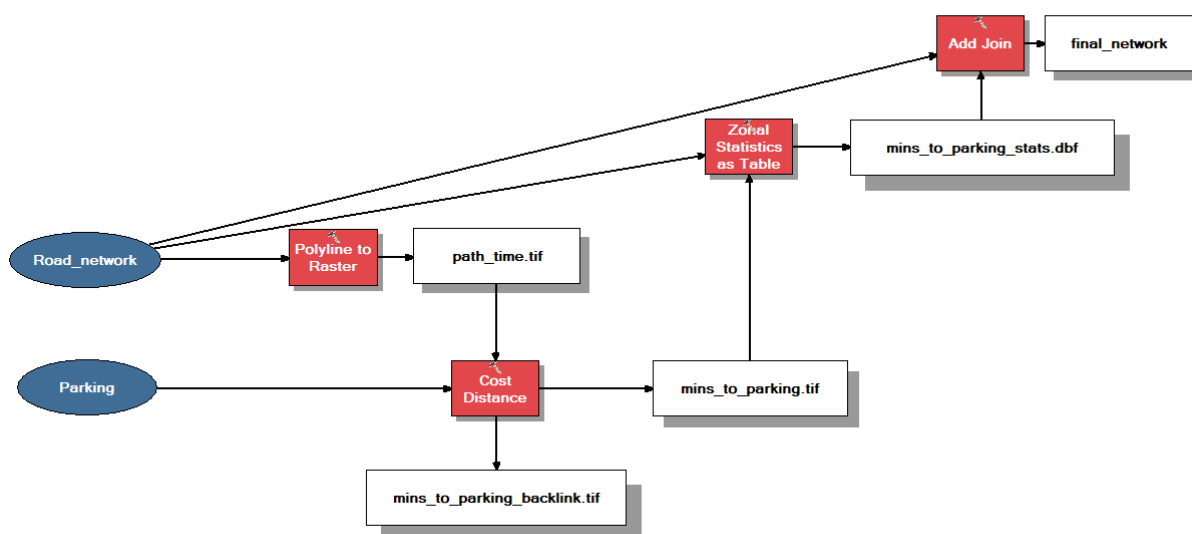 Add Join
final_network
Zonal
Statistics
as Table
mins_to_parking_stats.dbf
Road_network
Polyline to
Raster
path_time.tif
Parking
Cost
Distance
mins_to_parking.tif
mins_to_parking_backlink.tif